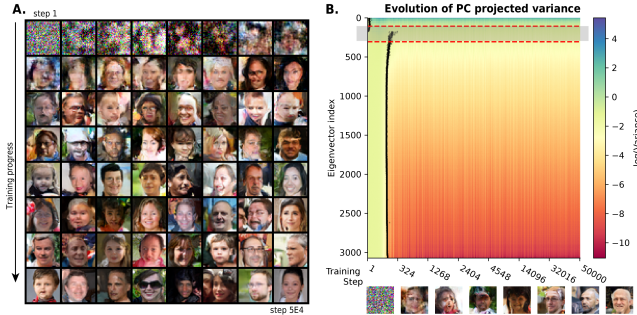 A.
step 1
Training progress
step 5E4
B.
Evolution of PC projected variance
Eigenvector index
0
500
1000
1500
2000
2500
3000
Training
Step
1
324
1268
2404
4548
14096
32016
50000
4
2
0
−2
−4
−6
−8
−10